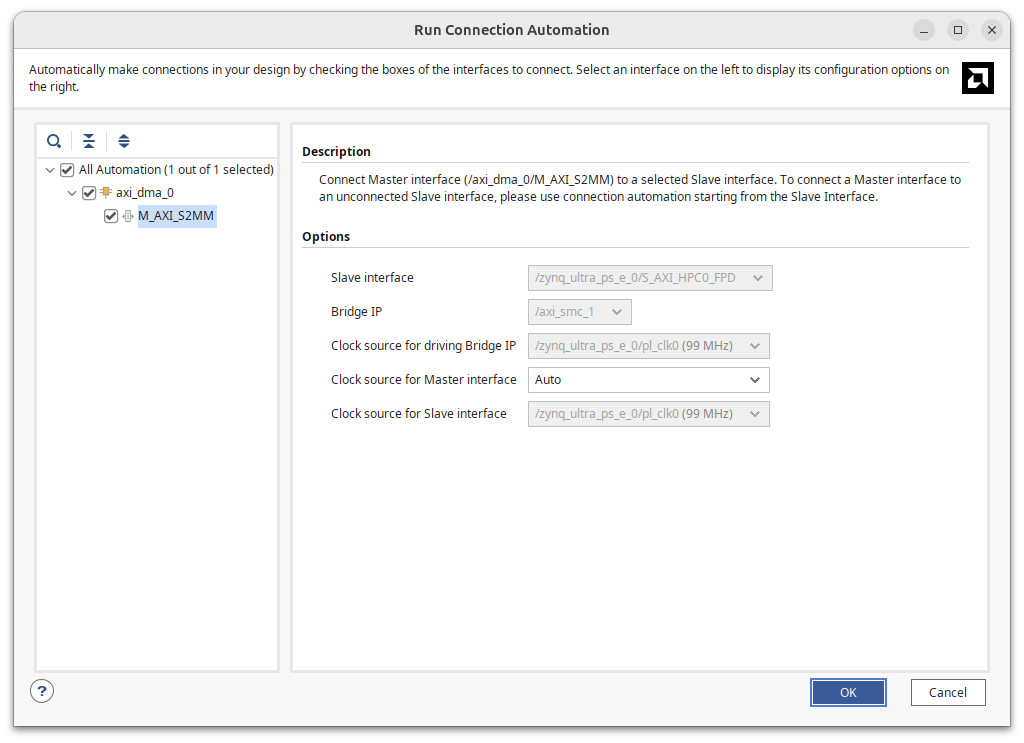 Run Connection Automation
Automatically make connections in your design by checking the boxes of the interfaces to connect. Select an interface on the left to display its configuration options on
the right.
All Automation (1 out of 1 selected)
axi_dma_0
M_AXI_S2MM
Description
Connect Master interface (/axi_dma_0/M_AXI_S2MM) to a selected Slave interface. To connect a Master interface to
an unconnected Slave interface, please use connection automation starting from the Slave Interface.
Options
Slave interface /zynq_ultra_ps_e_0/S_AXI_HPC0_FPD
Bridge IP /axi_smc_1
Clock source for driving Bridge IP /zynq_ultra_ps_e_0/pl_clk0 (99 MHz)
Clock source for Master interface Auto
Clock source for Slave interface /zynq_ultra_ps_e_0/pl_clk0 (99 MHz)
? OK Cancel